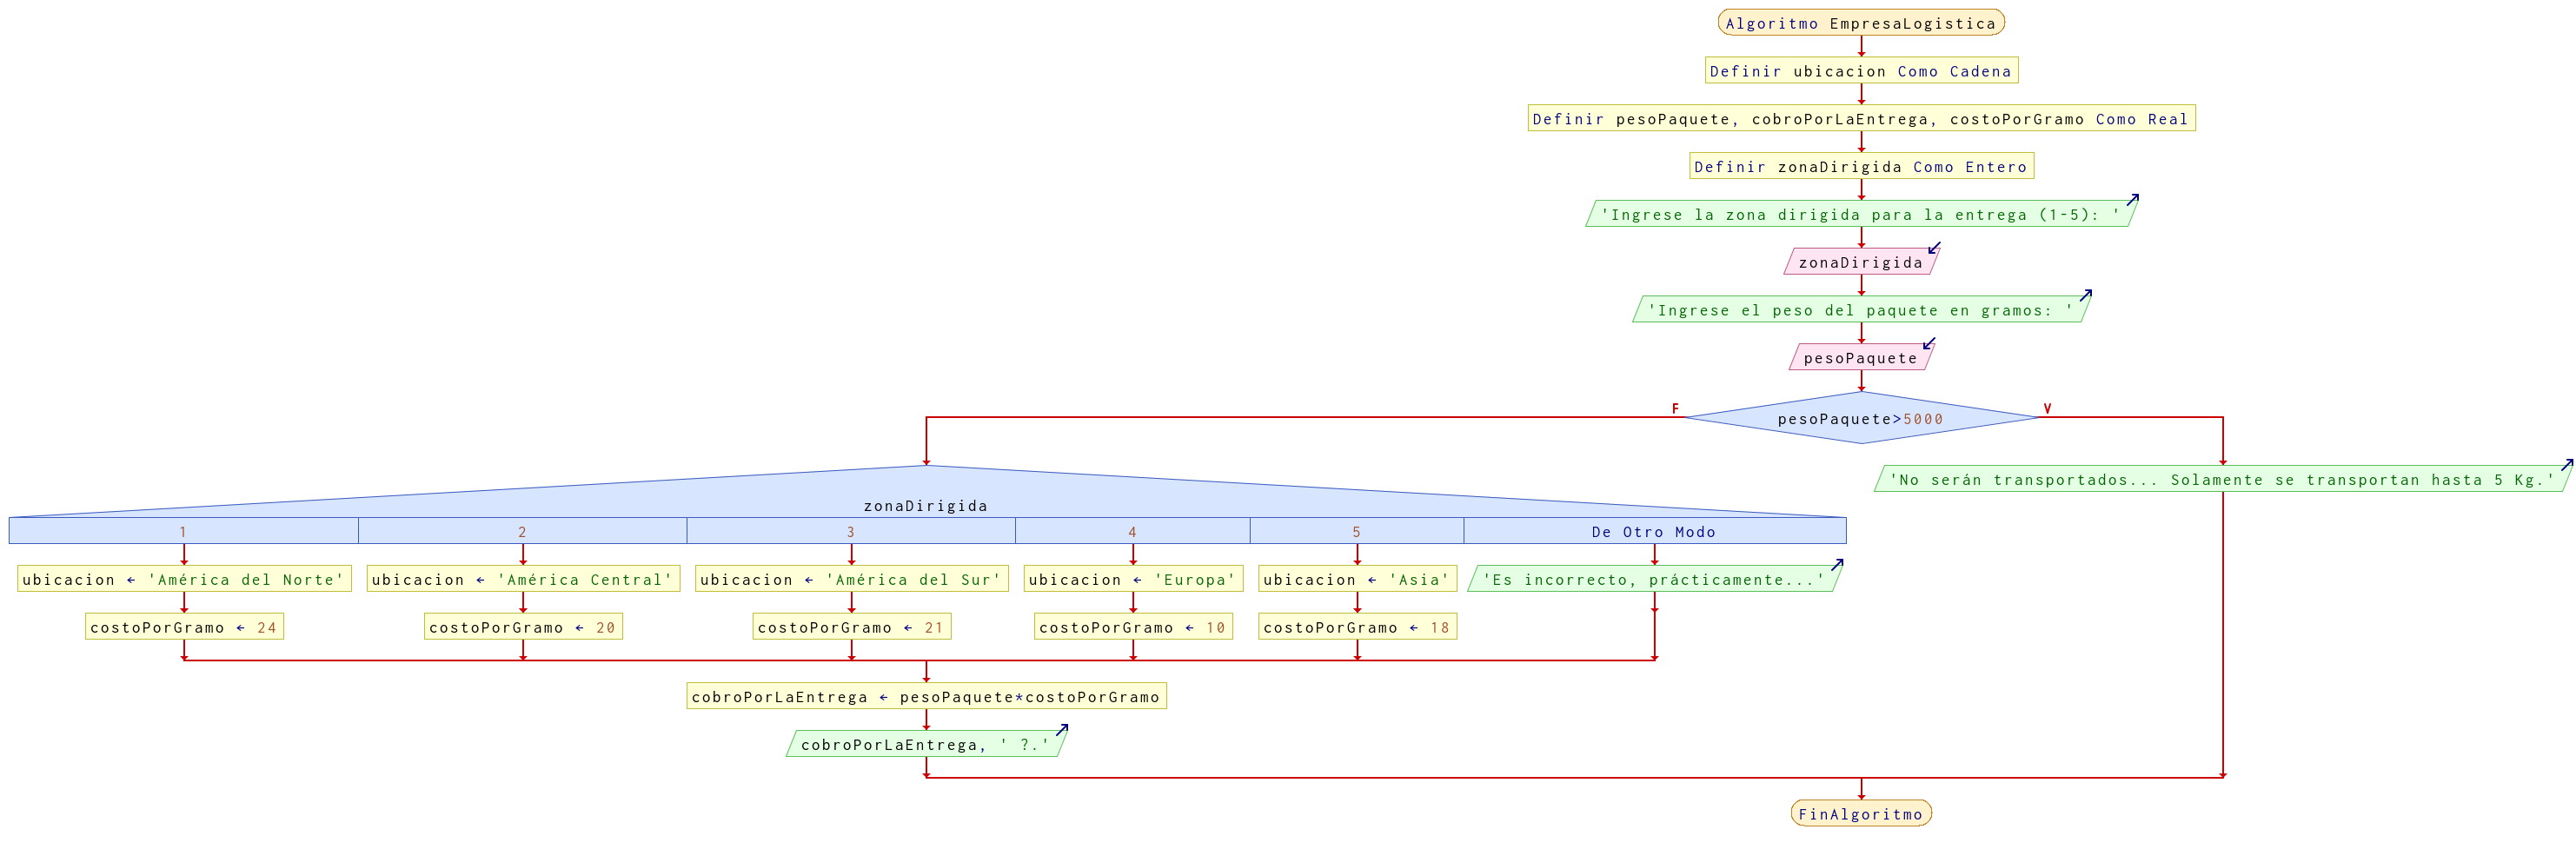 Algoritmo EmpresaLogistica
Definir ubicacion Como Cadena
Definir pesoPaquete, cobroPorLaEntrega, costoPorGramo Como Real
Definir zonaDirigida Como Entero
'Ingrese la zona dirigida para la entrega (1-5): '
zonaDirigida
'Ingrese el peso del paquete en gramos: '
pesoPaquete
F
V
pesoPaquete>5000
'No serán transportados... Solamente se transportan hasta 5 Kg.'
zonaDirigida
1
2
3
4
5
De Otro Modo
ubicacion ← 'América del Norte'
ubicacion ← 'América Central'
ubicacion ← 'América del Sur'
ubicacion ← 'Europa'
ubicacion ← 'Asia'
'Es incorrecto, prácticamente...'
costoPorGramo ← 24
costoPorGramo ← 20
costoPorGramo ← 21
costoPorGramo ← 10
costoPorGramo ← 18
cobroPorLaEntrega ← pesoPaquete*costoPorGramo
cobroPorLaEntrega, ' ?.'
FinAlgoritmo